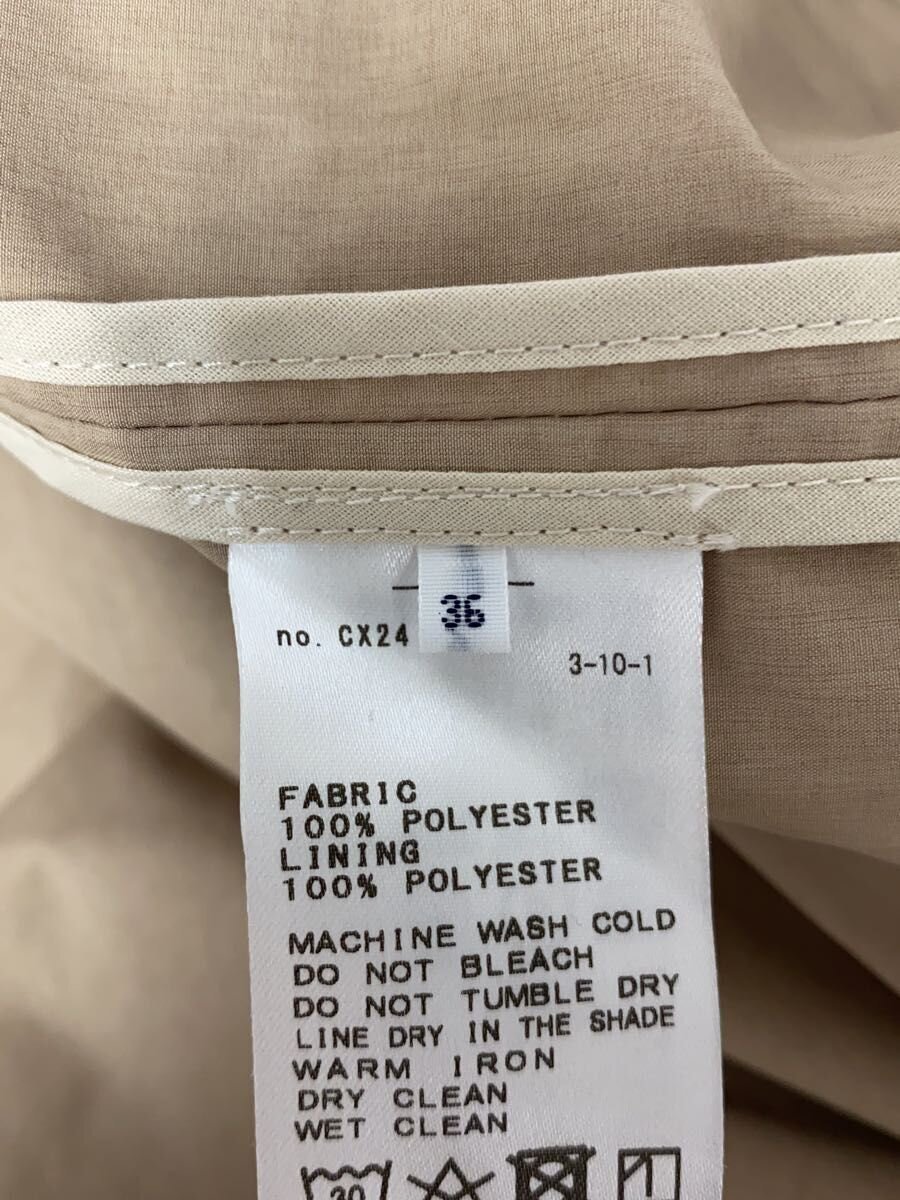 36
no. CX24
3-10-1
FABRIC
100% POLYESTER
LINING
100% POLYESTER
MACHINE WASH COLD
DO NOT BLEACH
DO NOT TUMBLE DRY
LINE DRY IN THE SHADE
WARM IRON
DRY CLEAN
WET CLEAN
30